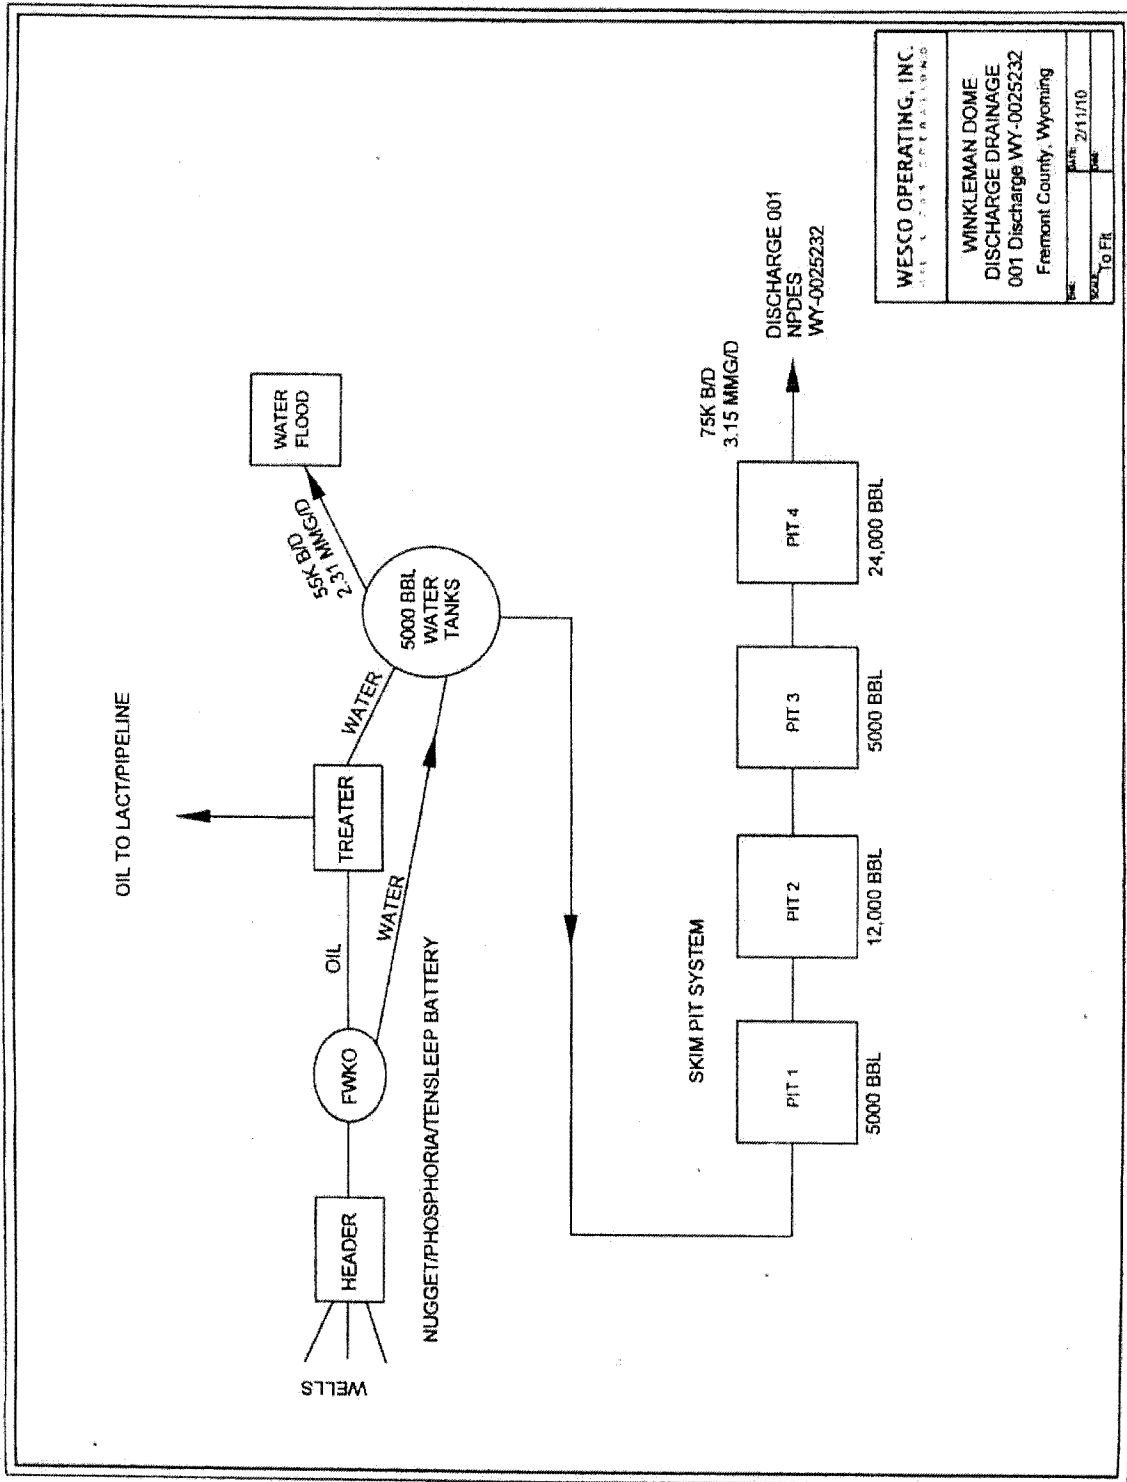 OIL TO LACT/PIPELINE
WELLS
HEADER
FWKO
OIL
TREATER
WATER
WATER
5000 BBL
WATER
TANKS
55K B/D
2.31 MMG/D
WATER
FLOOD
NUGGET/PHOSPHORIA/TENSLEEP BATTERY
SKIM PIT SYSTEM
PIT 1
5000 BBL
PIT 2
12,000 BBL
PIT 3
5000 BBL
PIT 4
24,000 BBL
75K B/D
3.15 MMG/D
DISCHARGE 001
NPDES
WY-0025232
WESCO OPERATING, INC.
WINKLEMAN DOME
DISCHARGE DRAINAGE
001 Discharge WY-0025232
Fremont County, Wyoming
DATE: 2/11/10
SCALE: To Fit